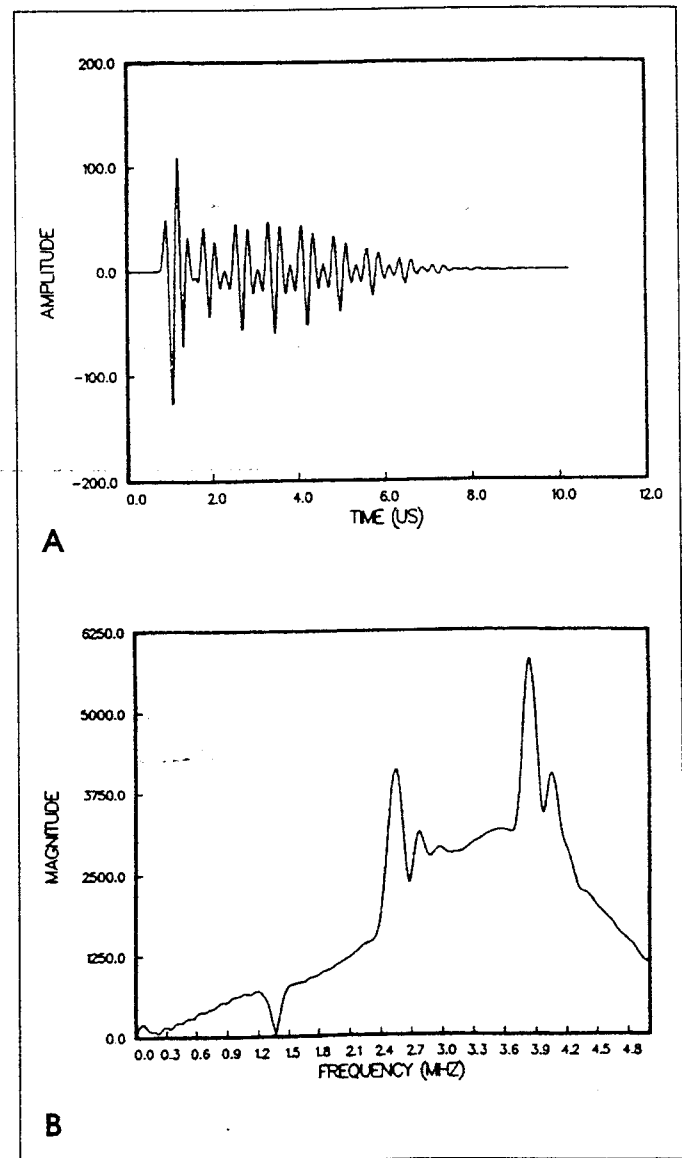 200.0
100.0
0.0
-100.0
-200.0
AMPLITUDE
0.0 2.0 4.0 6.0 8.0 10.0 12.0
TIME (US)
A
6250.0
5000.0
3750.0
2500.0
1250.0
0.0
MAGNITUDE
0.0 0.3 0.6 0.9 1.2 1.5 1.8 2.1 2.4 2.7 3.0 3.3 3.6 3.9 4.2 4.5 4.8
FREQUENCY (MHZ)
B